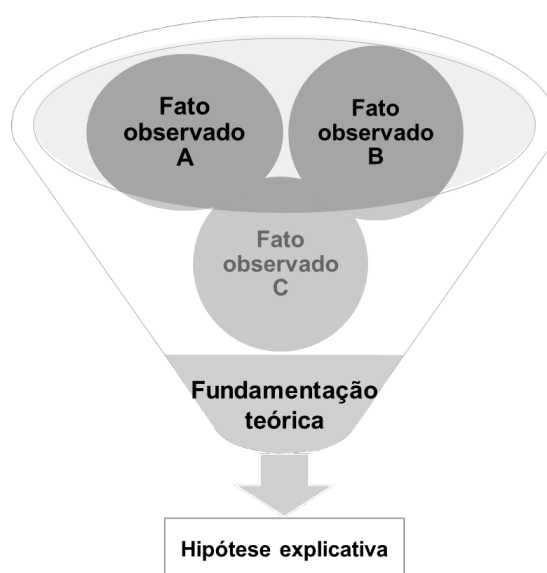 Fato
observado
A
Fato
observado
B
Fato
observado
C
Fundamentação
teórica
Hipótese explicativa